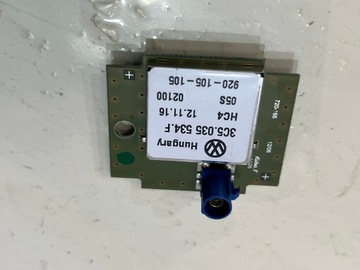 Hungary
3C5.035 534.F
HC4 12.11.16
05S 02100
920-105-105